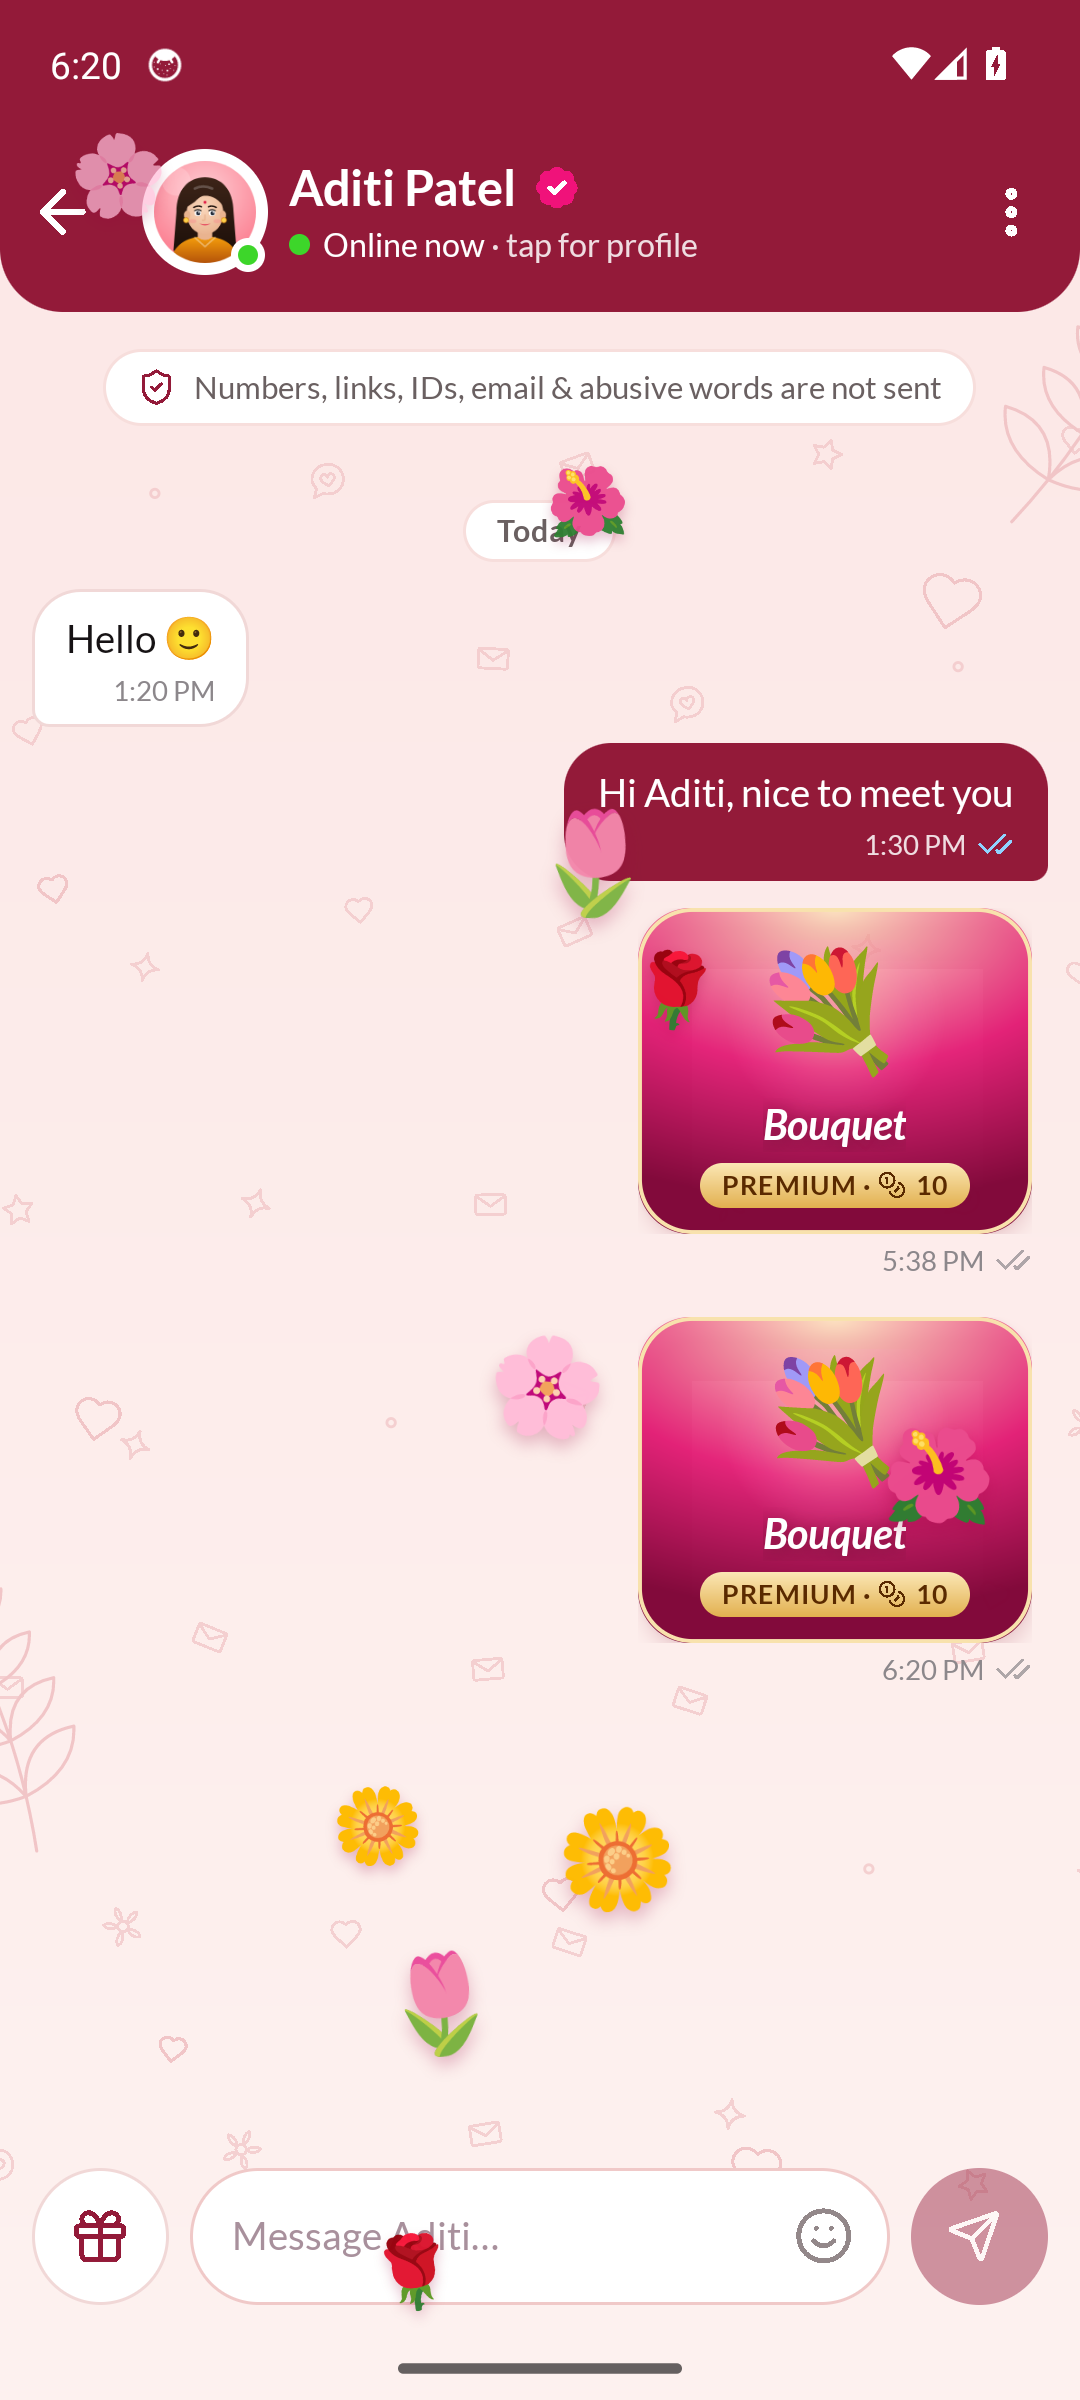 6:20
Aditi Patel
Online now · tap for profile
Numbers, links, IDs, email & abusive words are not sent
Today
Hello 🙂
1:20 PM
Hi Aditi, nice to meet you
1:30 PM
Bouquet
PREMIUM · 10
5:38 PM
Bouquet
PREMIUM · 10
6:20 PM
Message Aditi...